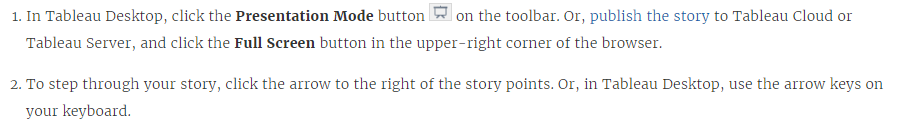 1. In Tableau Desktop, click the Presentation Mode button on the toolbar. Or, publish the story to Tableau Cloud or
Tableau Server, and click the Full Screen button in the upper-right corner of the browser.
2. To step through your story, click the arrow to the right of the story points. Or, in Tableau Desktop, use the arrow keys on
your keyboard.